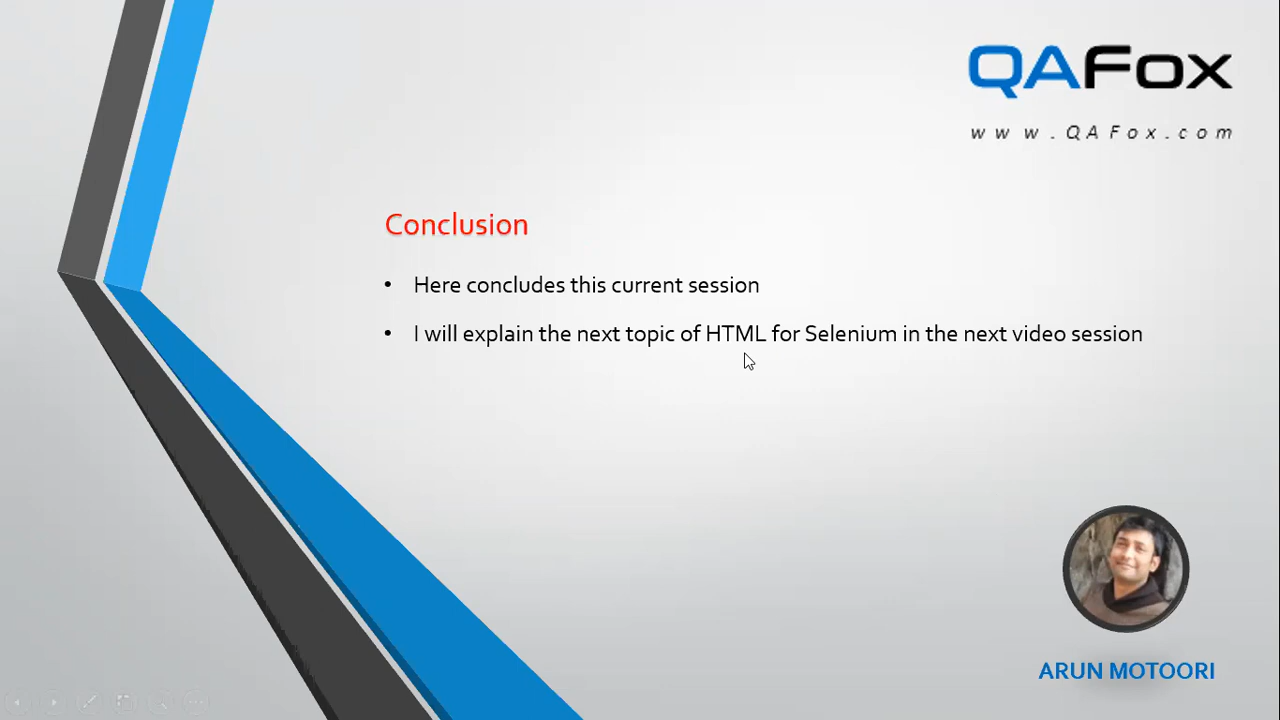 QAFox
www.QAFox.com
Conclusion
• Here concludes this current session
• I will explain the next topic of HTML for Selenium in the next video session
ARUN MOTOORI